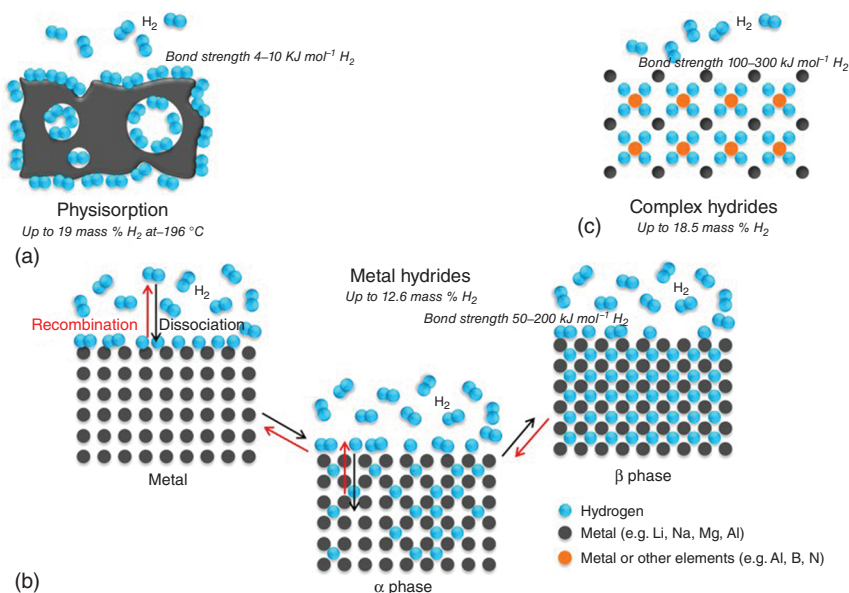 H2
Bond strength 4–10 KJ mol⁻¹ H2
Physisorption
Up to 19 mass % H2 at–196 °C
(a)
H2
Bond strength 100–300 kJ mol⁻¹ H2
Complex hydrides
(c)
Up to 18.5 mass % H2
H2
Recombination
Dissociation
Metal
Metal hydrides
Up to 12.6 mass % H2
Bond strength 50–200 kJ mol⁻¹ H2
H2
α phase
H2
β phase
Hydrogen
Metal (e.g. Li, Na, Mg, Al)
Metal or other elements (e.g. Al, B, N)
(b)